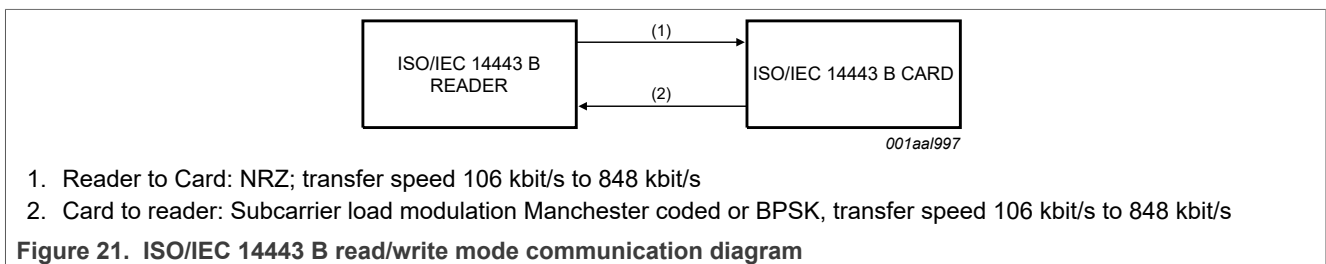 (1)
ISO/IEC 14443 B
READER
ISO/IEC 14443 B CARD
(2)
001aal997
1. Reader to Card: NRZ; transfer speed 106 kbit/s to 848 kbit/s
2. Card to reader: Subcarrier load modulation Manchester coded or BPSK, transfer speed 106 kbit/s to 848 kbit/s
Figure 21. ISO/IEC 14443 B read/write mode communication diagram